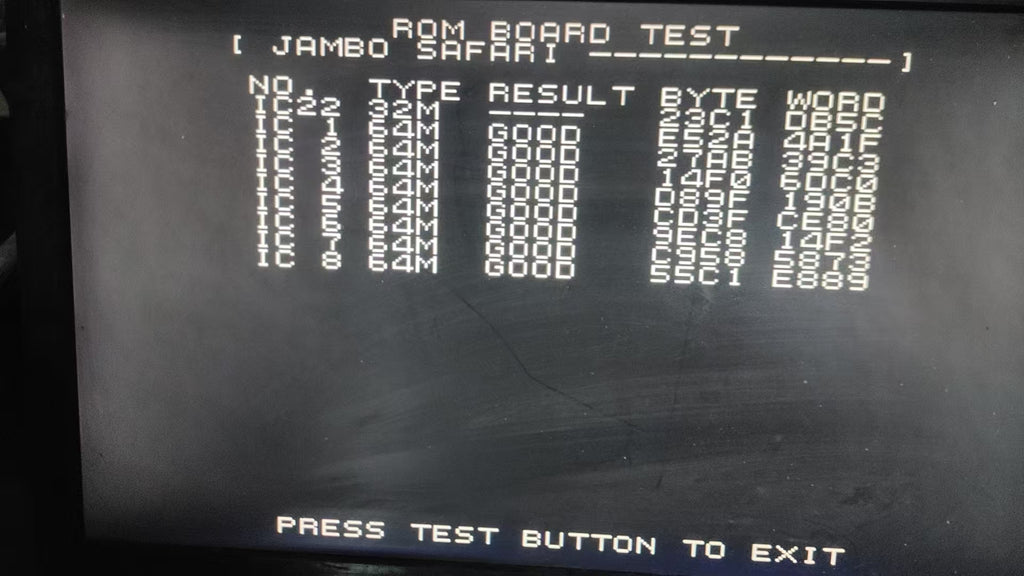 ROM BOARD TEST
[ JAMBO SAFARI --------------- ]
NO. TYPE RESULT BYTE WORD
IC22 32M ----- 23C1 DB5C
IC 1 64M GOOD E52A 4A1F
IC 2 64M GOOD 27AB 39C3
IC 3 64M GOOD 14F0 6DC0
IC 4 64M GOOD D89F 190B
IC 5 64M GOOD CD3F CE80
IC 6 64M GOOD 14F2
IC 7 64M GOOD C958
IC 8 64M GOOD 55C1 E889
PRESS TEST BUTTON TO EXIT